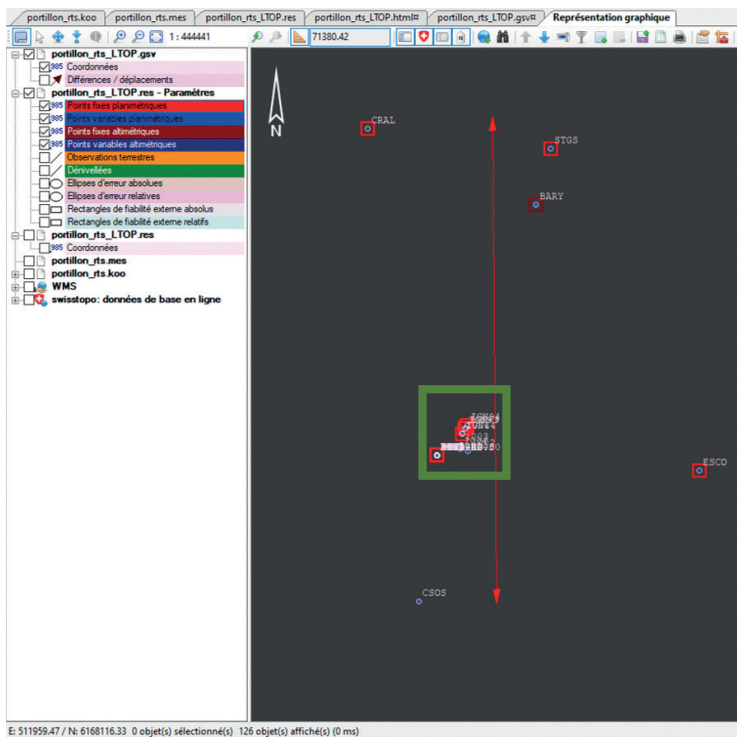 portillon_rts.koo portillon_rts.mes portillon_rts_LTOP.res portillon_rts_LTOP.html¤ portillon_rts_LTOP.gsv¤ Représentation graphique
1 : 444441 71380.42
portillon_rts_LTOP.gsv
985 Coordonnées
Différences / déplacements
portillon_rts_LTOP.res - Paramètres
985 Points fixes planimétriques
985 Points variables planimétriques
985 Points fixes altimétriques
985 Points variables altimétriques
Observations terrestres
Dénivellées
Ellipses d'erreur absolues
Ellipses d'erreur relatives
Rectangles de fiabilité externe absolus
Rectangles de fiabilité externe relatifs
portillon_rts_LTOP.res
985 Coordonnées
portillon_rts.mes
portillon_rts.koo
WMS
swisstopo: données de base en ligne
N
CRAL
STGS
BARY
ESCO
CSOS
E: 511959.47 / N: 6168116.33 0 objet(s) sélectionné(s) 126 objet(s) affiché(s) (0 ms)